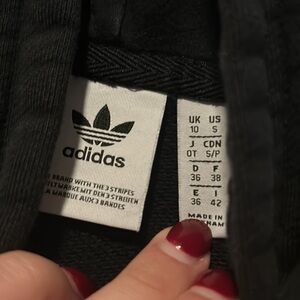 adidas
BRAND WITH THE 3 STRIPES
MARKE MIT DEN 3 STREIFEN
A MARQUE AUX 3 BANDES
UK US
10 S
J CDN
OT S/P
D F
36 38
E I
36 42
MADE IN